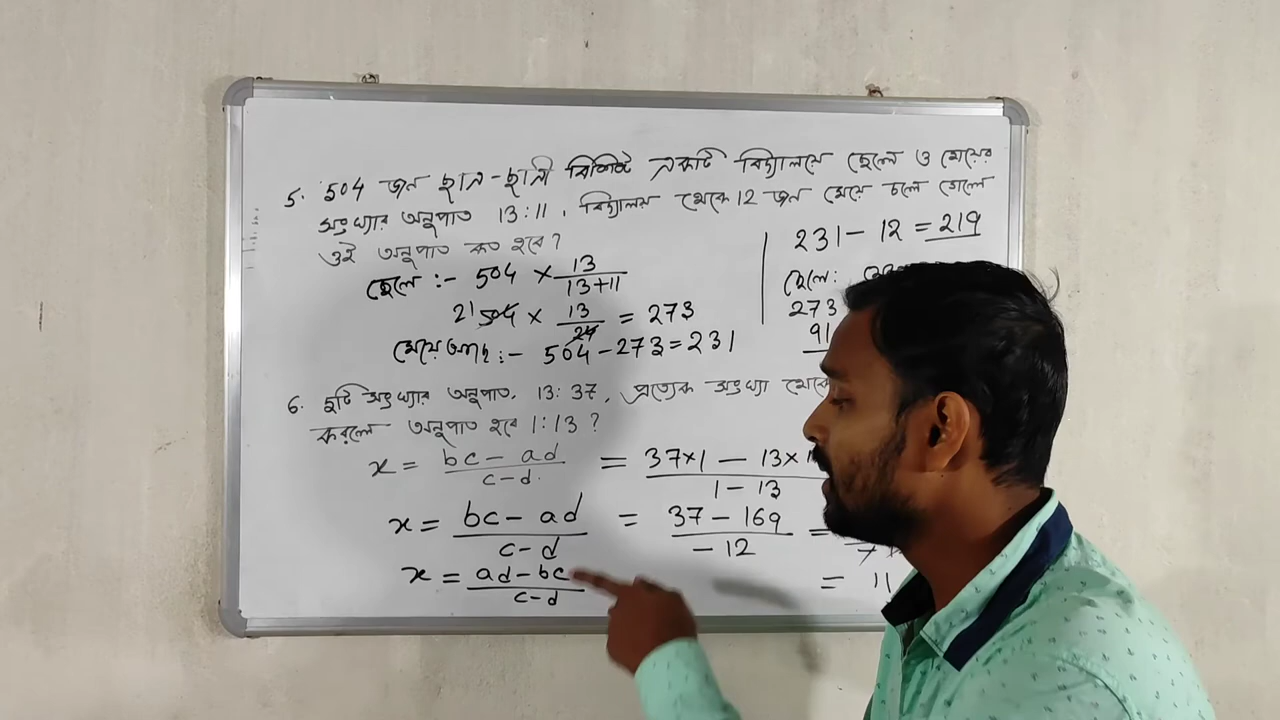 5. 504 জন ছাত্র-ছাত্রী বিশিষ্ট একটি বিদ্যালয়ে ছেলে ও মেয়ের
সংখ্যার অনুপাত 13:11, বিদ্যালয় থেকে 12 জন মেয়ে চলে গেলে
ওই অনুপাত কত হবে?
ছেলে :- 504 × 13/13+11
21 504 × 13/24 = 273
মেয়ে আছে :- 504 - 273 = 231
231 - 12 = 219
ছেলে:
273
91
6. দুটি সংখ্যার অনুপাত, 13:37, প্রত্যেক সংখ্যা থেকে
করলে অনুপাত হবে 1:13?
x = bc - ad / c-d = 37×1 - 13×1 / 1-13
x = bc - ad / c-d = 37-169 / -12 =
x = ad-bc / c-d = 11